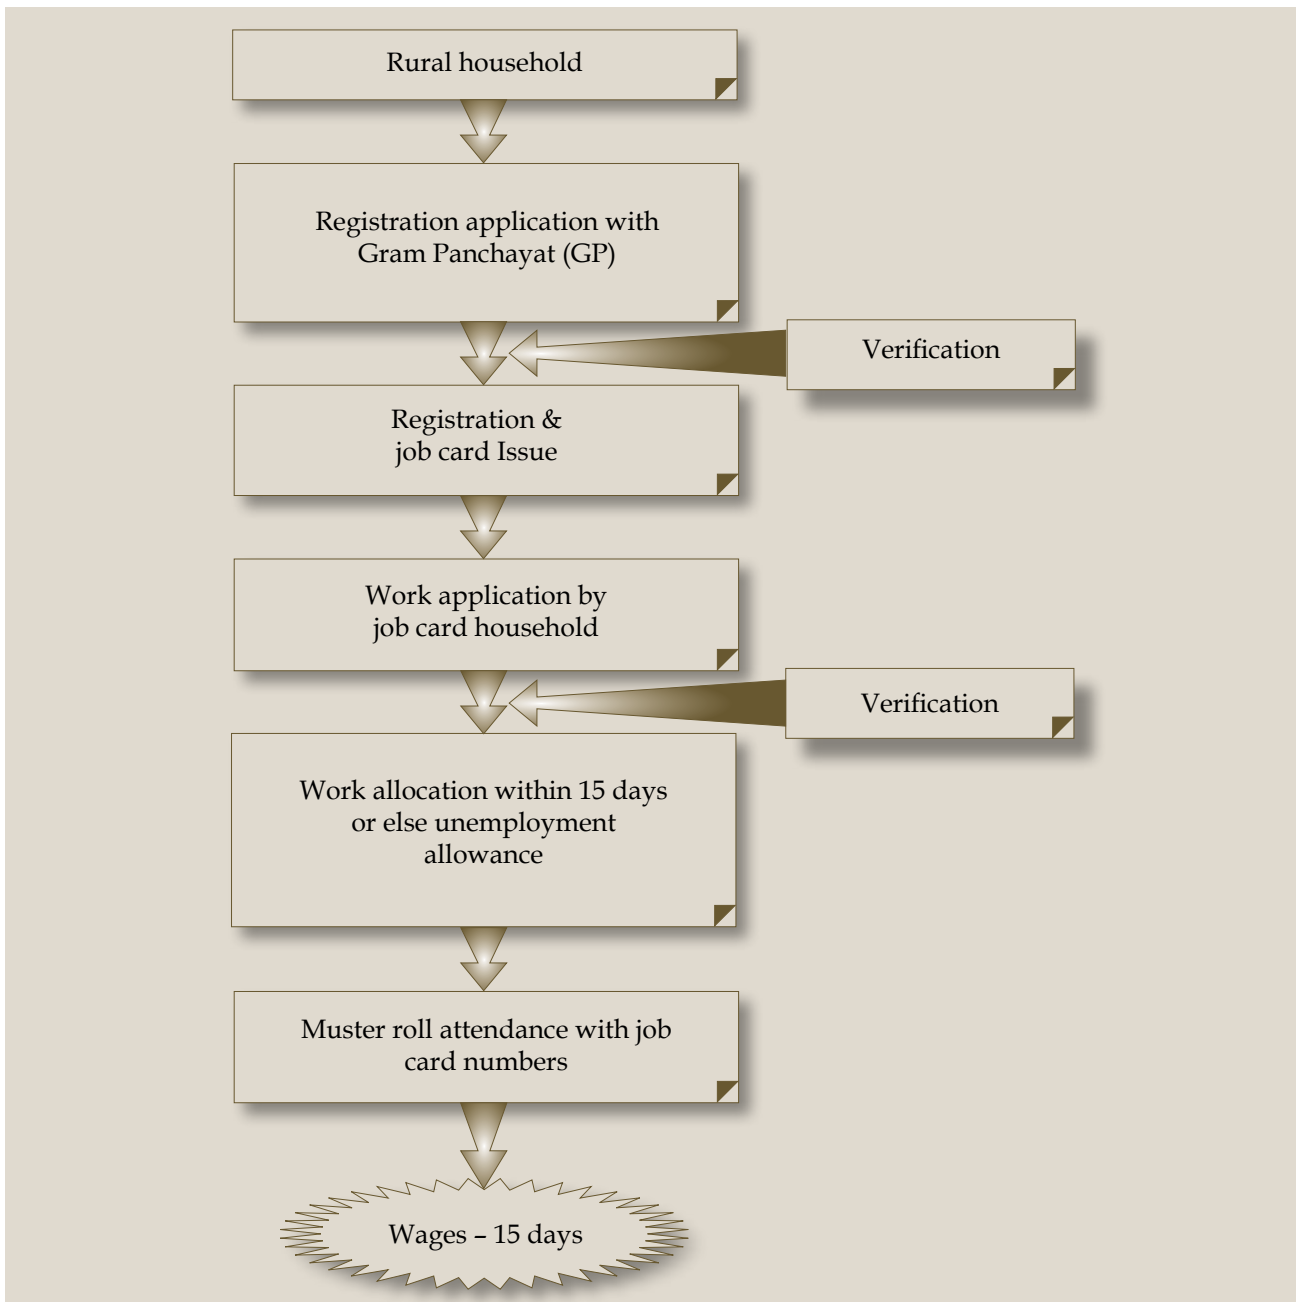 Rural household
Registration application with
Gram Panchayat (GP)
Verification
Registration &
job card Issue
Work application by
job card household
Verification
Work allocation within 15 days
or else unemployment
allowance
Muster roll attendance with job
card numbers
Wages – 15 days